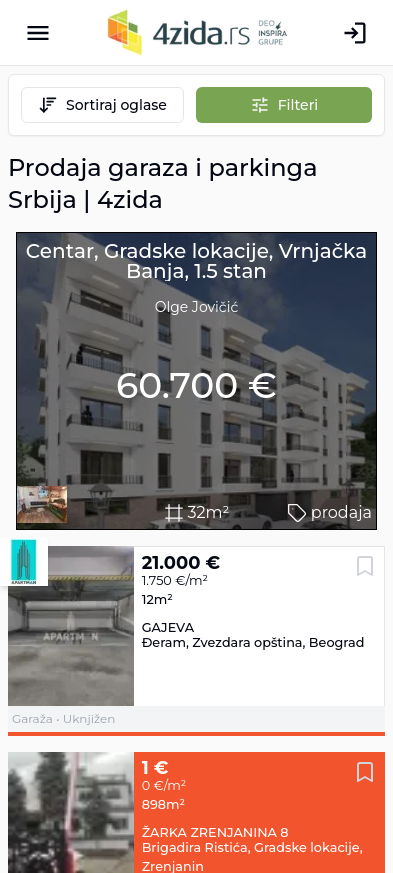 4zida.rs
DEO
INSPIRA
GRUPE
Sortiraj oglase
Filteri
Prodaja garaza i parkinga
Srbija | 4zida
Centar, Gradske lokacije, Vrnjačka
Banja, 1.5 stan
Olge Jovičić
60.700 €
32m²
prodaja
APARTMAN
21.000 €
1.750 €/m²
12m²
GAJEVA
Đeram, Zvezdara opština, Beograd
Garaža • Uknjižen
1 €
0 €/m²
898m²
ŽARKA ZRENJANINA 8
Brigadira Ristića, Gradske lokacije,
Zrenjanin